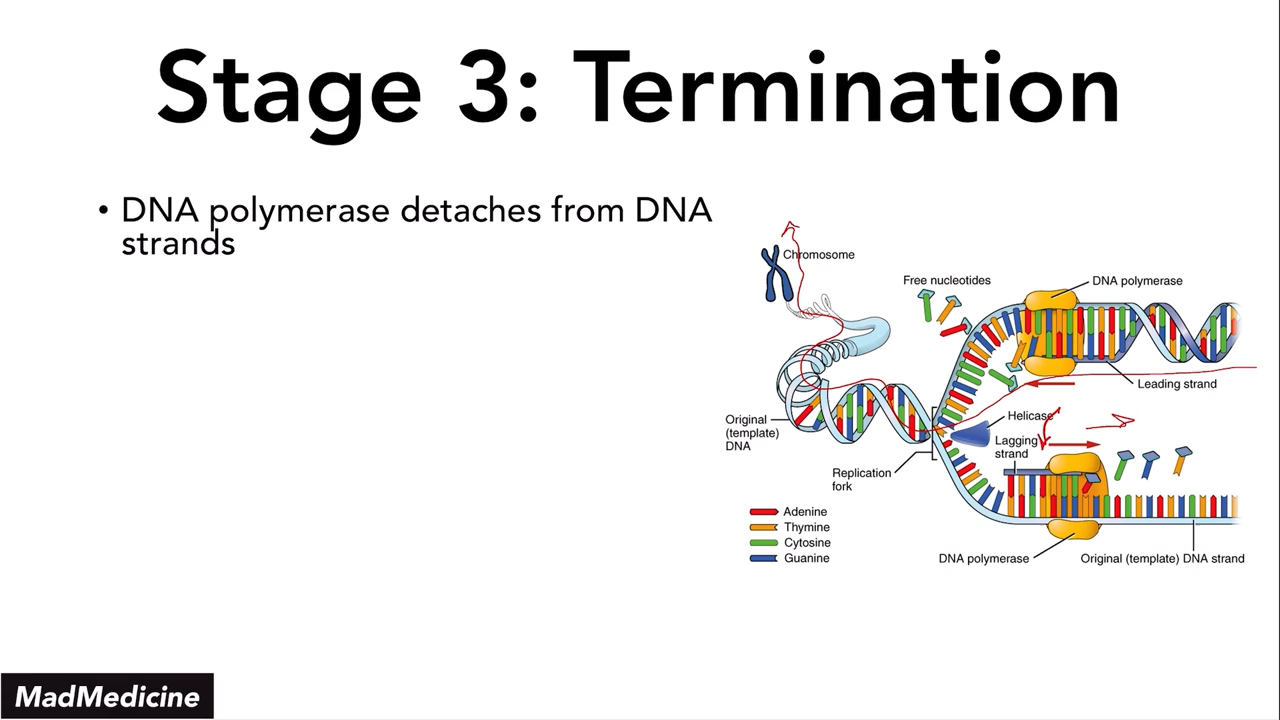 Stage 3: Termination
• DNA polymerase detaches from DNA
strands
Chromosome
Free nucleotides
DNA polymerase
Leading strand
Helicase
Lagging
strand
Original
(template)
DNA
Replication
fork
Adenine
Thymine
Cytosine
Guanine
DNA polymerase
Original (template) DNA strand
MadMedicine